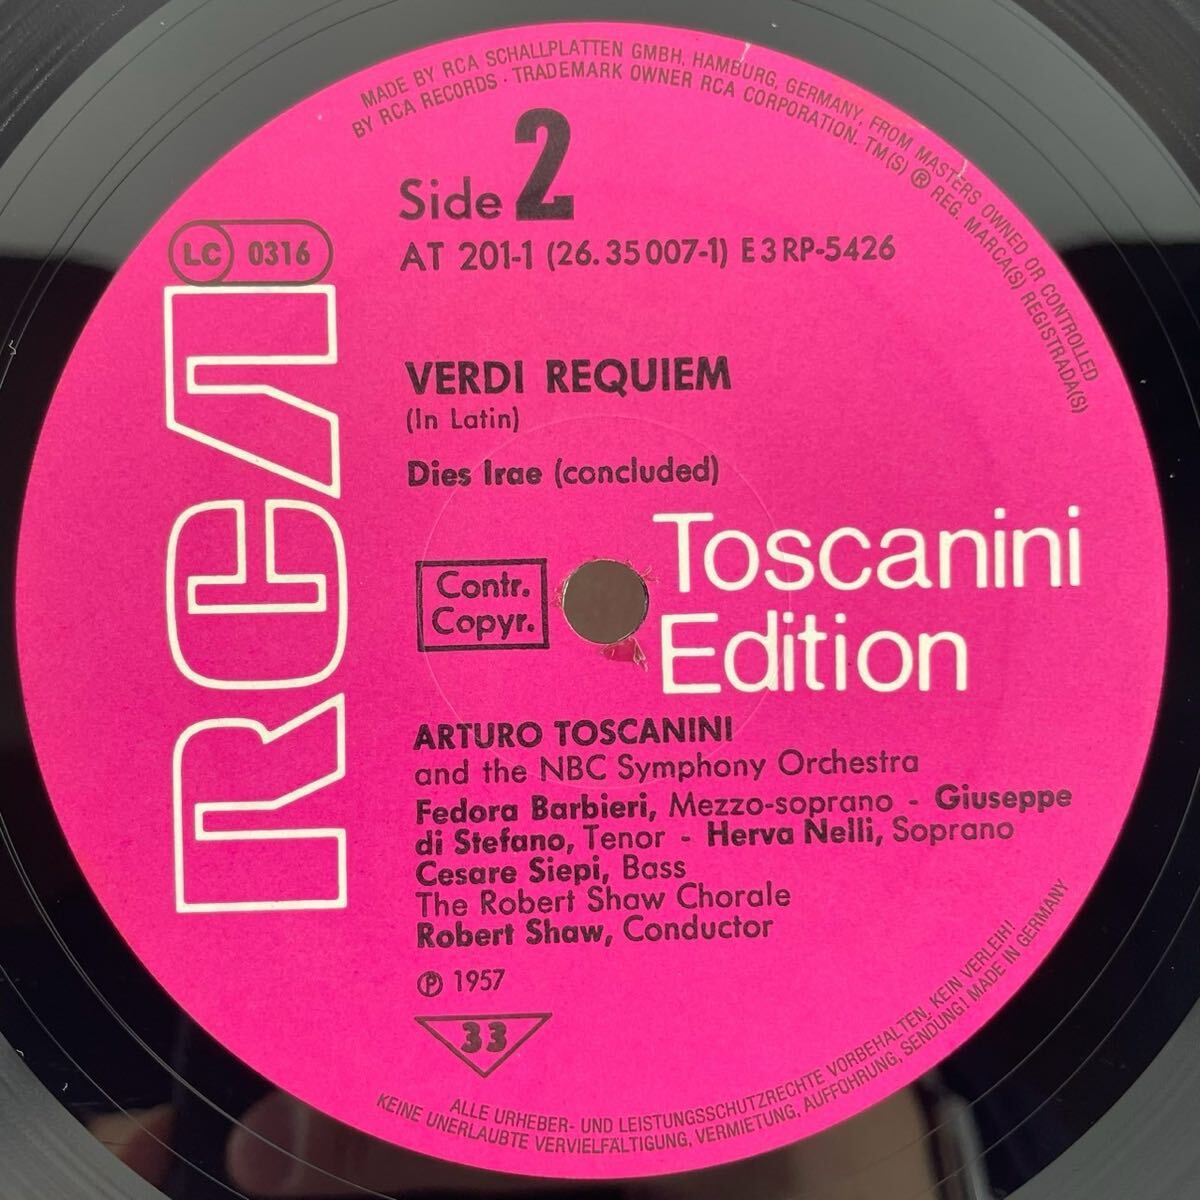 MADE BY RCA SCHALLPLATTEN GMBH, HAMBURG, GERMANY, FROM MASTERS OWNED OR CONTROLLED
BY RCA RECORDS · TRADEMARK OWNER RCA CORPORATION. TM(S) ® REG. MARCA(S) REGISTRADA(S)
Side 2
LC 0316
AT 201-1 (26.35007-1) E3RP-5426
RCA
VERDI REQUIEM
(In Latin)
Dies Irae (concluded)
Toscanini
Edition
Contr.
Copyr.
ARTURO TOSCANINI
and the NBC Symphony Orchestra
Fedora Barbieri, Mezzo-soprano - Giuseppe
di Stefano, Tenor - Herva Nelli, Soprano
Cesare Siepi, Bass
The Robert Shaw Chorale
Robert Shaw, Conductor
℗ 1957
33
ALLE URHEBER- UND LEISTUNGSSCHUTZRECHTE VORBEHALTEN, KEIN VERLEIH!
KEINE UNERLAUBTE VERVIELFÄLTIGUNG, VERMIETUNG, AUFFÜHRUNG, SENDUNG! MADE IN GERMANY